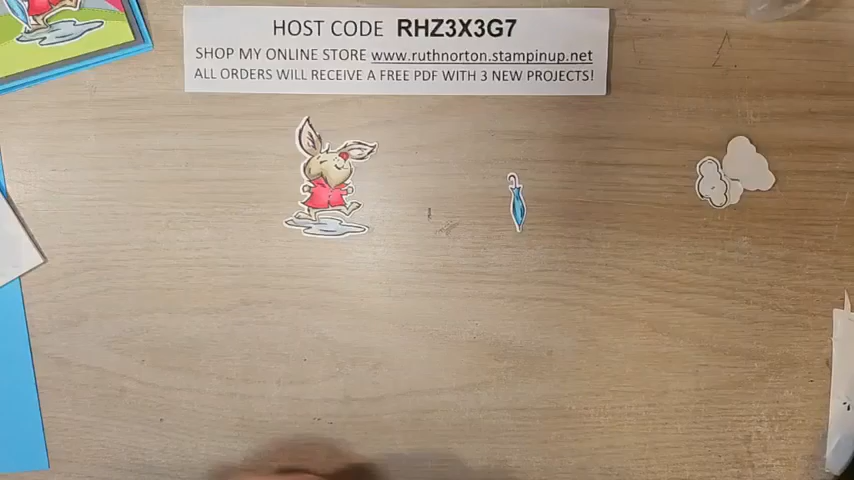 HOST CODE RHZ3X3G7
SHOP MY ONLINE STORE www.ruthnorton.stampinup.net
ALL ORDERS WILL RECEIVE A FREE PDF WITH 3 NEW PROJECTS!